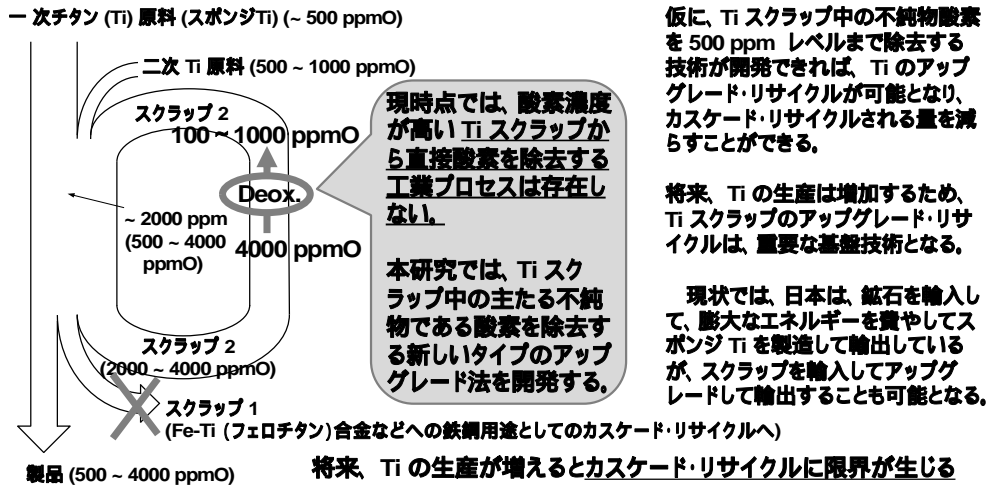 一 次チタン (Ti) 原料 (スポンジTi) (~ 500 ppmO)
二次 Ti 原料 (500 ~ 1000 ppmO)
スクラップ 2
100 ~ 1000 ppmO
Deox.
~ 2000 ppm
(500 ~ 4000
ppmO)
4000 ppmO
スクラップ 2
(2000 ~ 4000 ppmO)
スクラップ 1
(Fe-Ti (フェロチタン)合金などへの鉄鋼用途としてのカスケード・リサイクルへ)
製品 (500 ~ 4000 ppmO)
現時点では、酸素濃度
が高い Ti スクラップか
ら直接酸素を除去する
工業プロセスは存在し
ない。
本研究では、Ti スク
ラップ中の主たる不純
物である酸素を除去す
る新しいタイプのアップ
グレード法を開発する。
仮に、Ti スクラップ中の不純物酸素
を 500 ppm レベルまで除去する
技術が開発できれば、Ti のアップ
グレード・リサイクルが可能となり、
カスケード・リサイクルされる量を減
らすことができる。
将来、Ti の生産は増加するため、
Ti スクラップのアップグレード・リサ
イクルは、重要な基盤技術となる。
現状では、日本は、鉱石を輸入し
て、膨大なエネルギーを費やしてス
ポンジ Ti を製造して輸出している
が、スクラップを輸入してアップグ
レードして輸出することも可能となる。
将来、Ti の生産が増えるとカスケード・リサイクルに限界が生じる